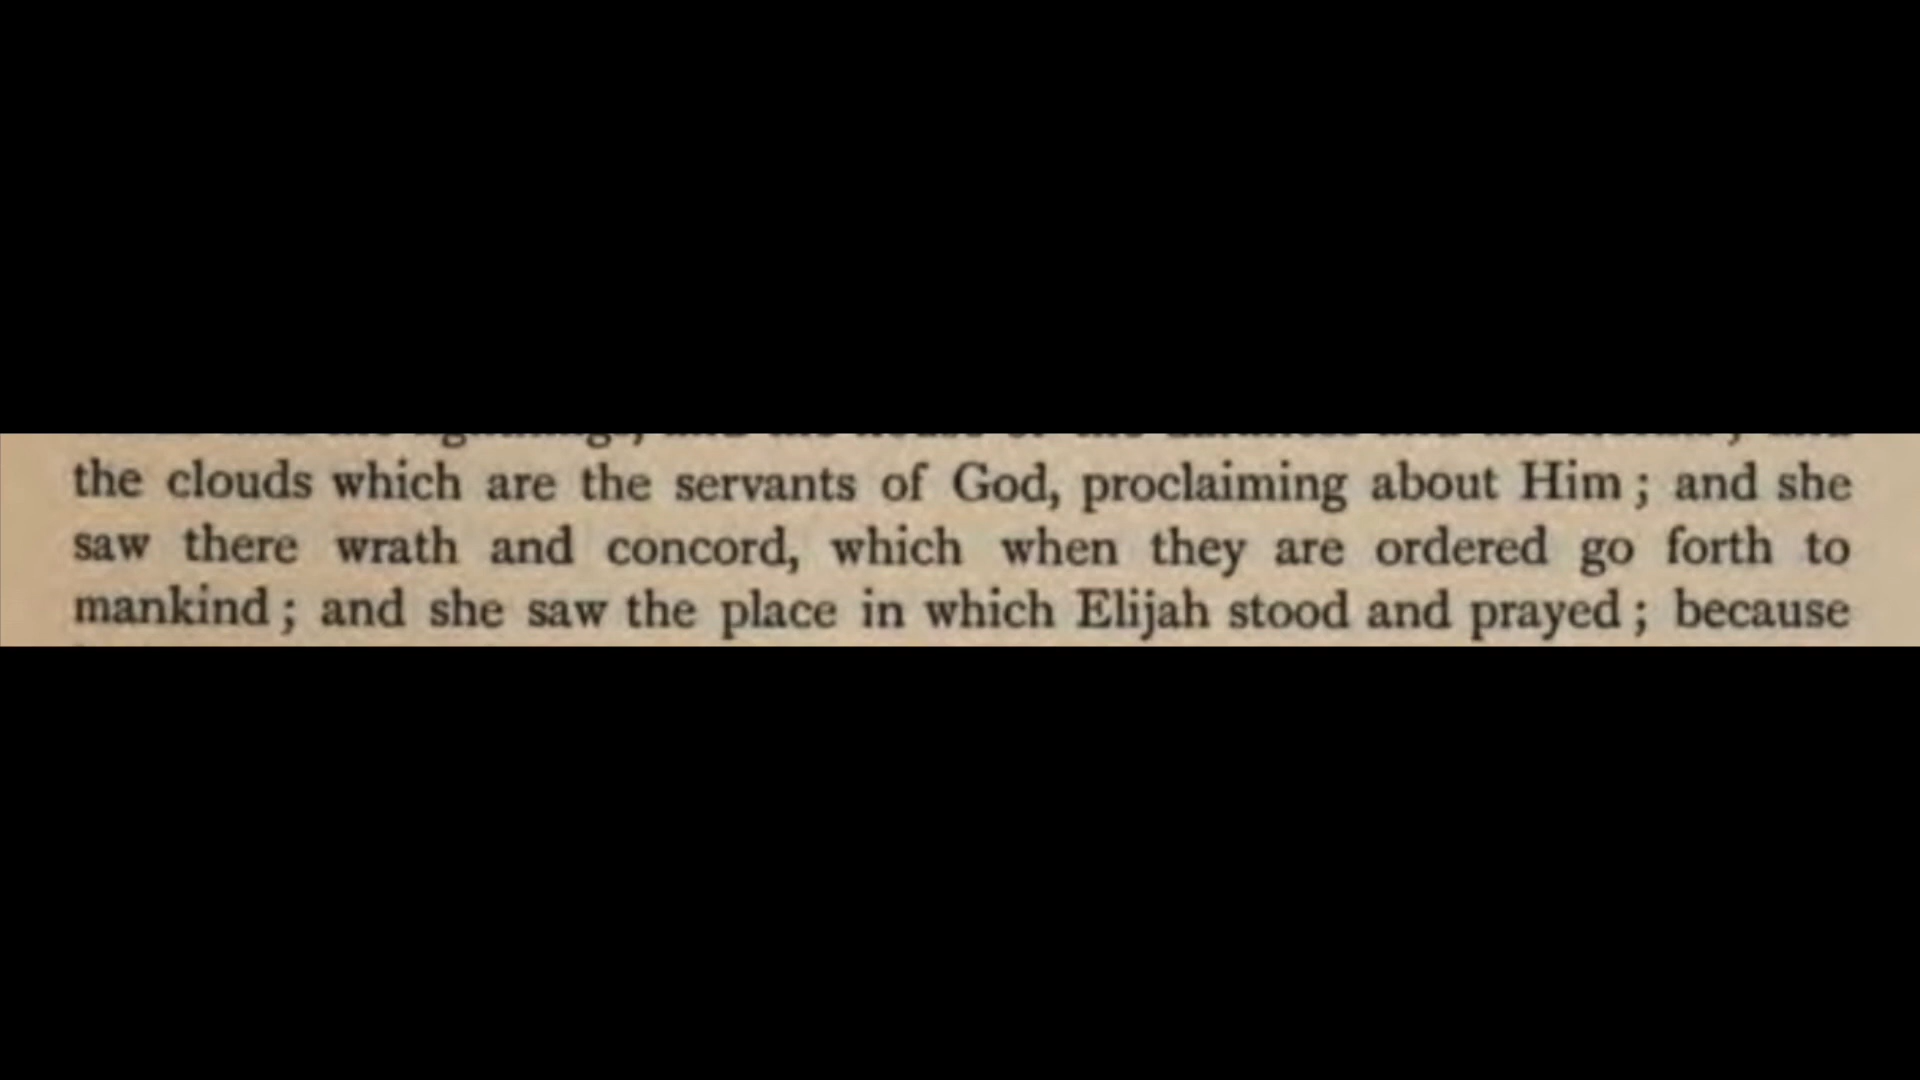 the clouds which are the servants of God, proclaiming about Him ; and she
saw there wrath and concord, which when they are ordered go forth to
mankind ; and she saw the place in which Elijah stood and prayed ; because